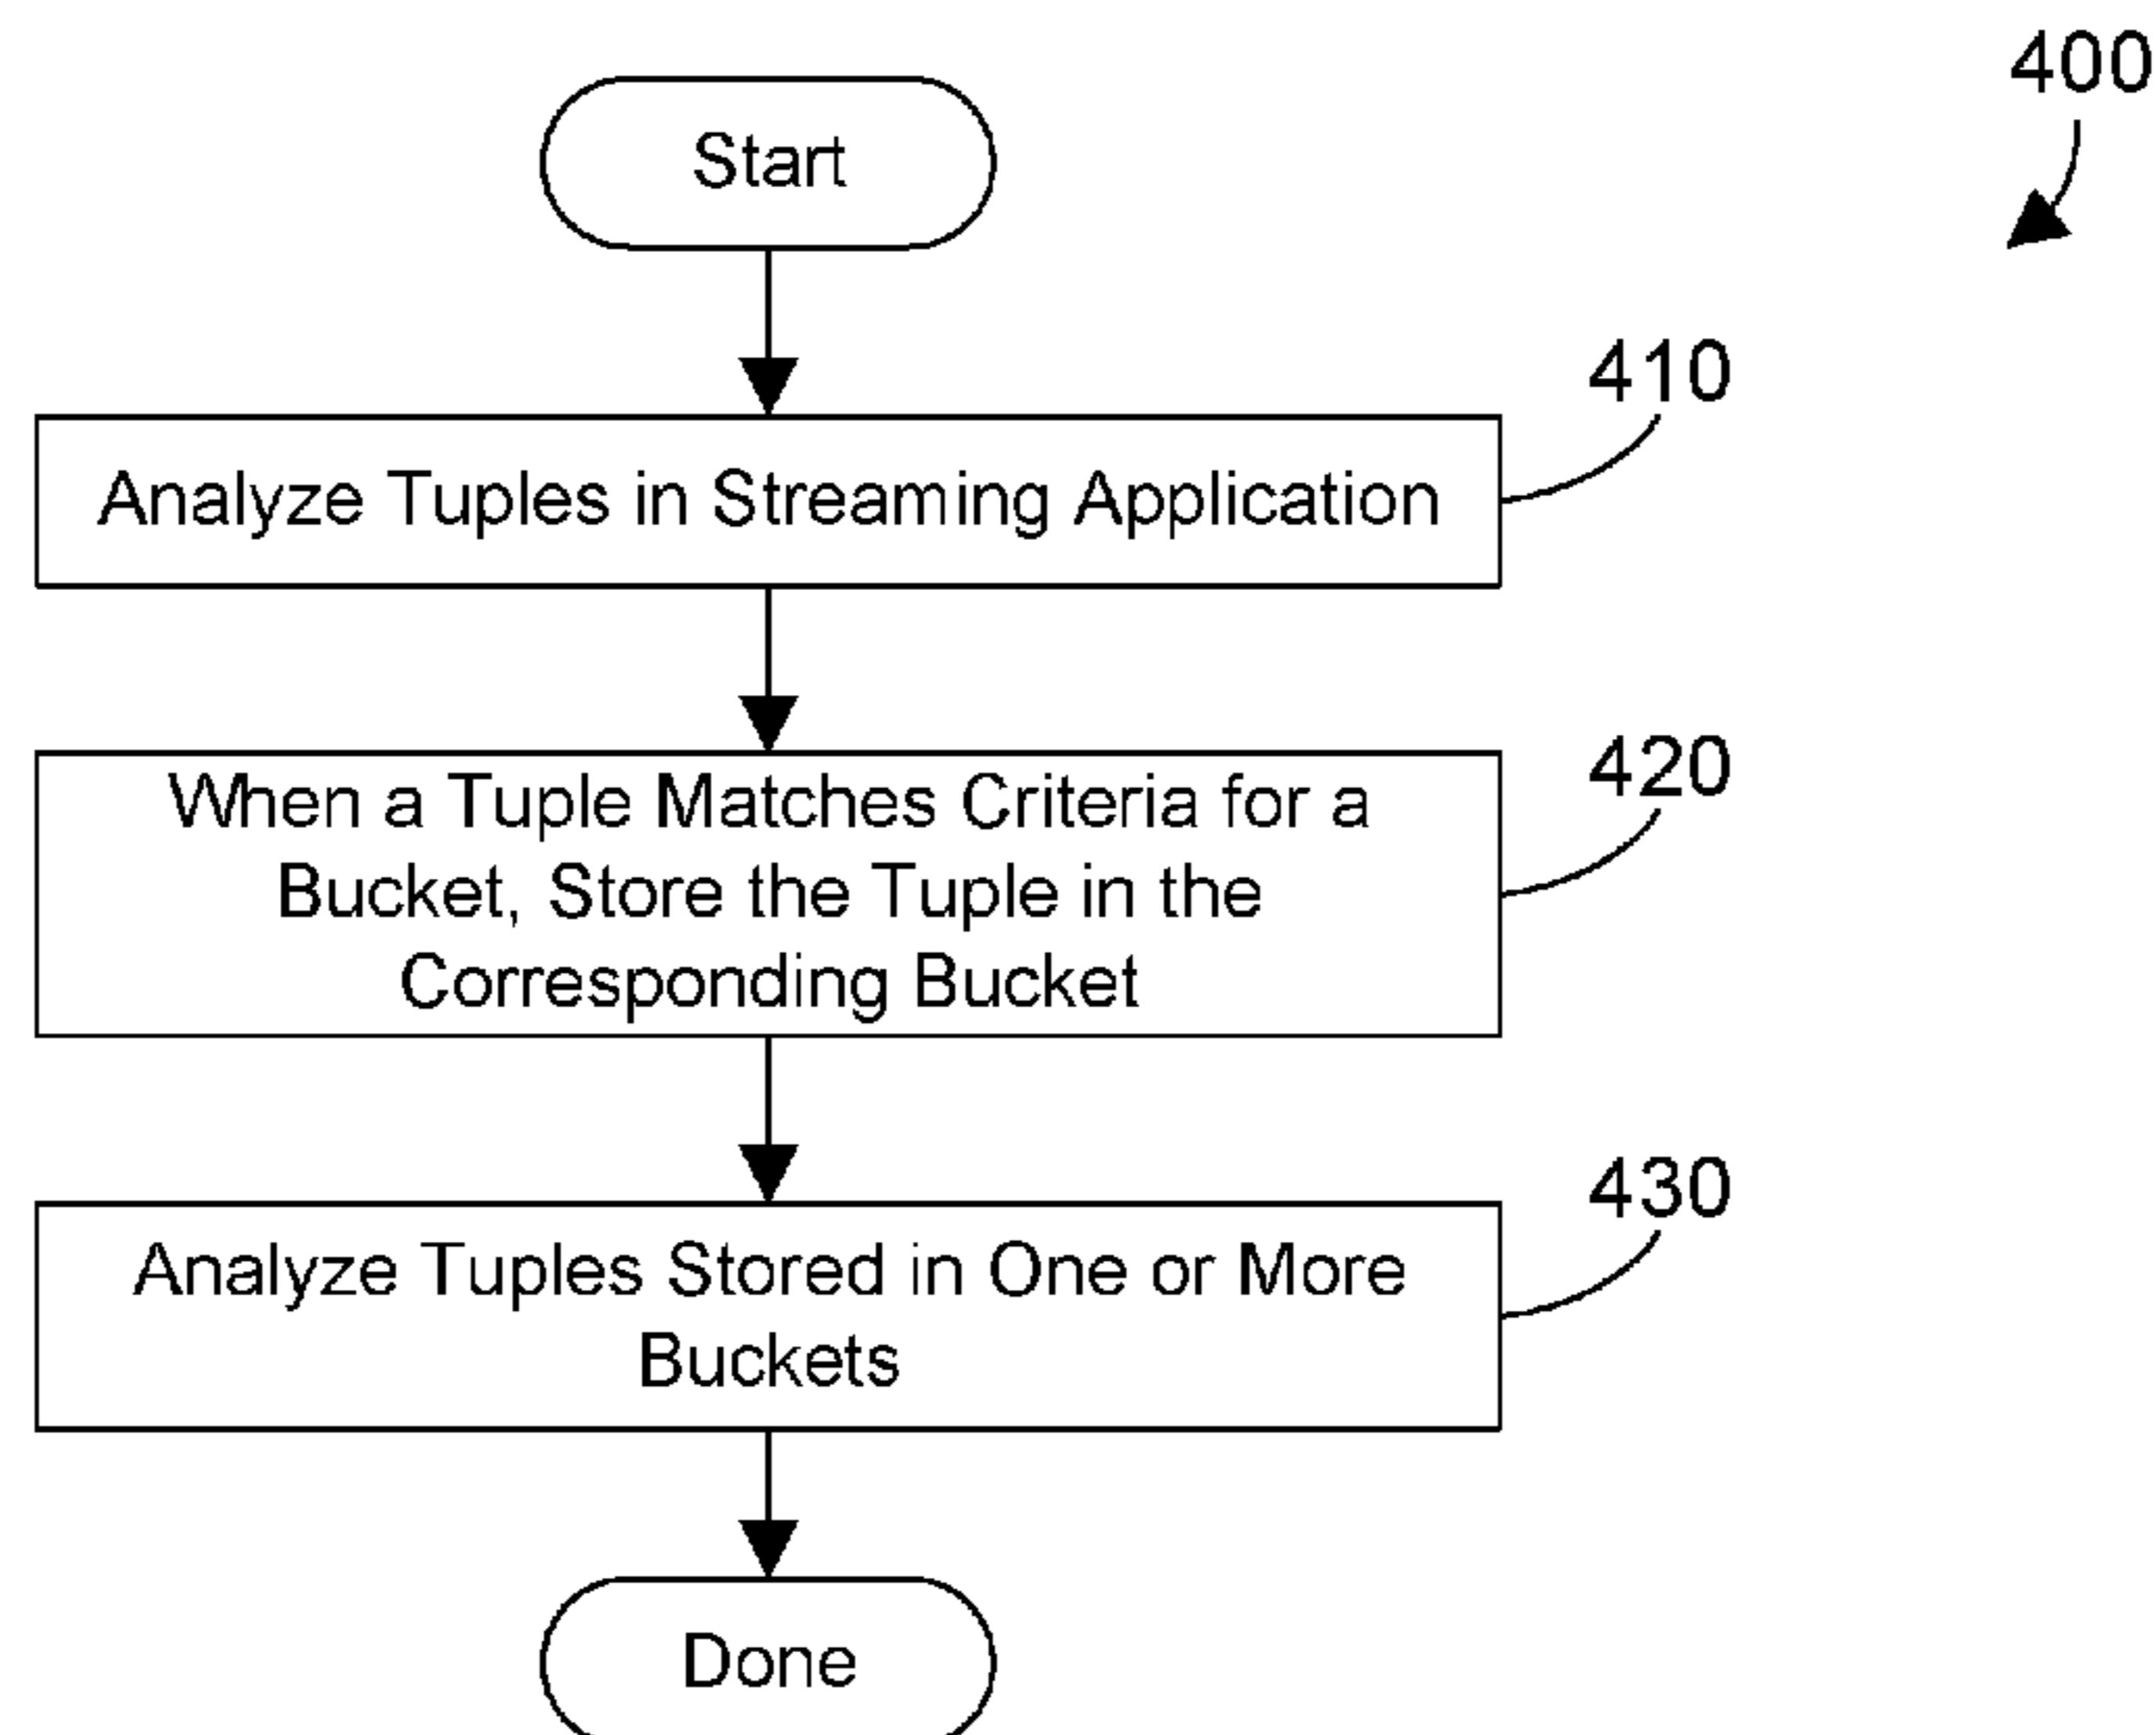 400
Start
410
Analyze Tuples in Streaming Application
420
When a Tuple Matches Criteria for a
Bucket, Store the Tuple in the
Corresponding Bucket
430
Analyze Tuples Stored in One or More
Buckets
Done